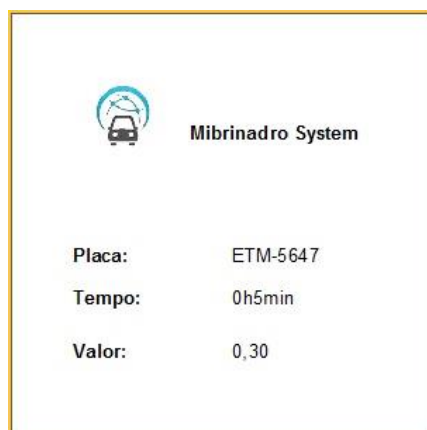 Mibrinadro System
Placa: ETM-5647
Tempo: 0h5min
Valor: 0,30